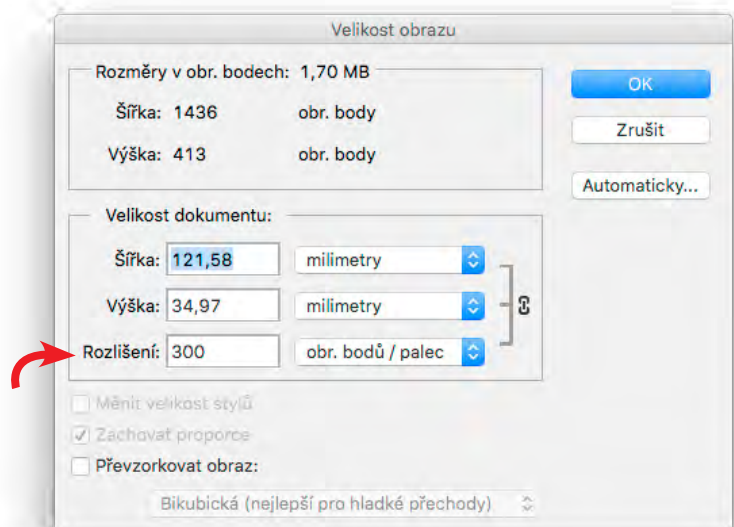 Velikost obrazu
Rozměry v obr. bodech: 1,70 MB
Šířka: 1436 obr. body
Výška: 413 obr. body
OK
Zrušit
Automaticky...
Velikost dokumentu:
Šířka: 121,58 milimetry
Výška: 34,97 milimetry
Rozlišení: 300 obr. bodů / palec
Měnit velikost stylů
Zachovat proporce
Převzorkovat obraz:
Bikubická (nejlepší pro hladké přechody)